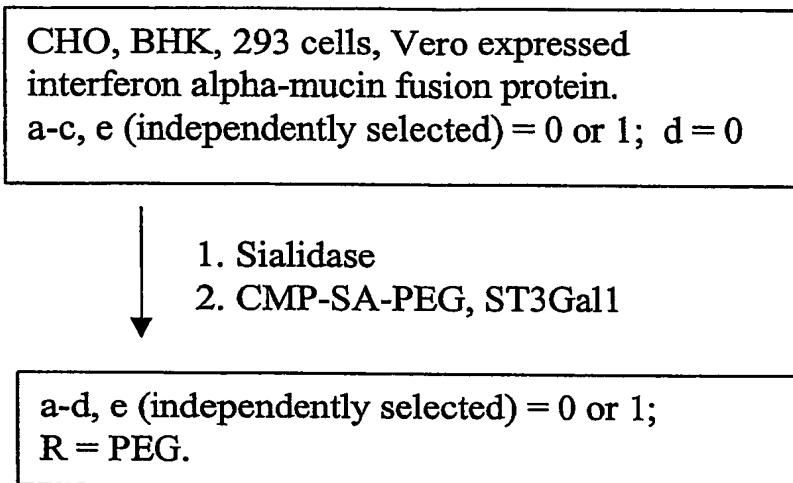 CHO, BHK, 293 cells, Vero expressed
interferon alpha-mucin fusion protein.
a-c, e (independently selected) = 0 or 1; d = 0
1. Sialidase
2. CMP-SA-PEG, ST3Gal1
a-d, e (independently selected) = 0 or 1;
R = PEG.